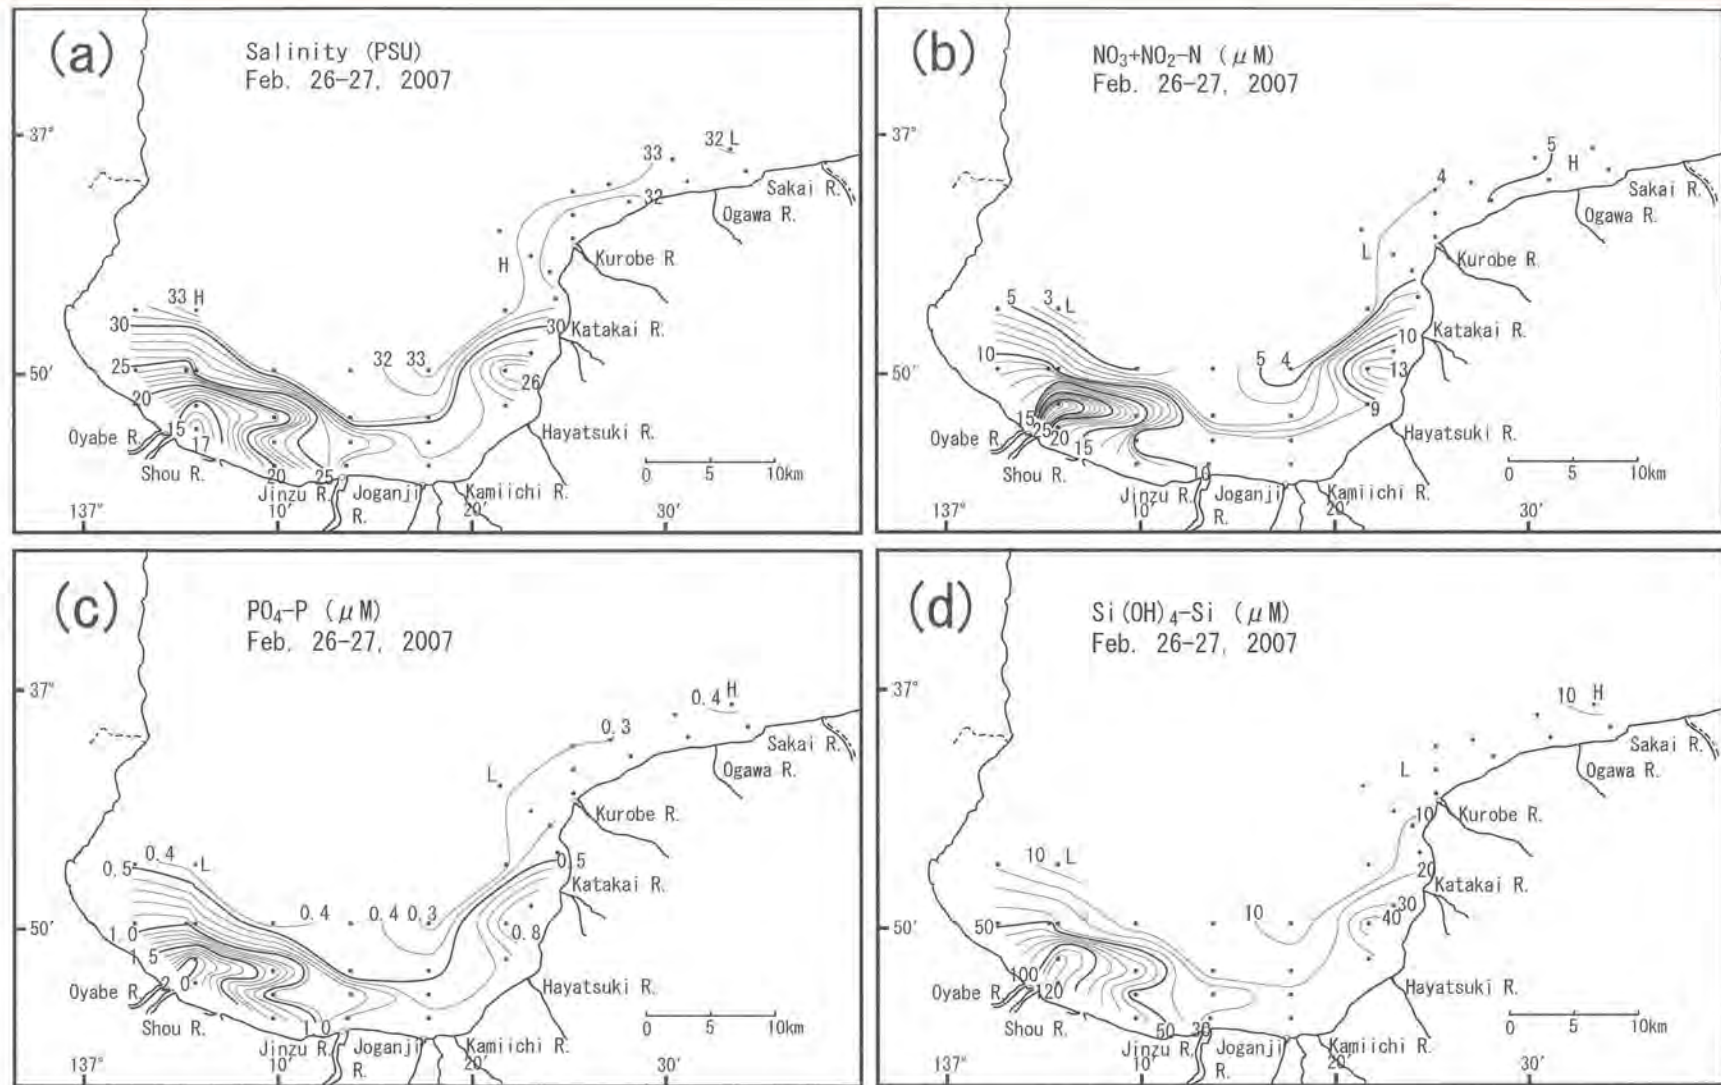 (a)
Salinity (PSU)
Feb. 26-27, 2007
37°
32 L
33
Sakai R.
32
Ogawa R.
H
Kurobe R.
33 H
30
30
Katakai R.
25
32 33
50′
26
20
15
17
Oyabe R.
Hayatsuki R.
Shou R.
20
25
0 5 10km
Jinzu R.
Joganji R.
Kamiichi R.
137°
10′
20′
30′
(b)
NO3+NO2-N (μM)
Feb. 26-27, 2007
37°
5
H
4
Sakai R.
Ogawa R.
L
Kurobe R.
5 3 L
10
Katakai R.
10
5 4
50′
13
9
15
25
20
15
Oyabe R.
Hayatsuki R.
Shou R.
10
0 5 10km
Jinzu R.
Joganji R.
Kamiichi R.
137°
10′
20′
30′
(c)
PO4-P (μM)
Feb. 26-27, 2007
37°
0.4 H
0.3
Sakai R.
Ogawa R.
L
Kurobe R.
0.4 L
0.5
0.5
Katakai R.
0.4
0.4 0.3
50′
1.0
0.8
1.5
2.0
Oyabe R.
Hayatsuki R.
Shou R.
1.0
0 5 10km
Jinzu R.
Joganji R.
Kamiichi R.
137°
10′
20′
30′
(d)
Si(OH)4-Si (μM)
Feb. 26-27, 2007
37°
10 H
Sakai R.
Ogawa R.
L
Kurobe R.
10
10 L
20
Katakai R.
30
40
10
50′
50
100
120
Oyabe R.
Hayatsuki R.
Shou R.
50 30
0 5 10km
Jinzu R.
Joganji R.
Kamiichi R.
137°
10′
20′
30′